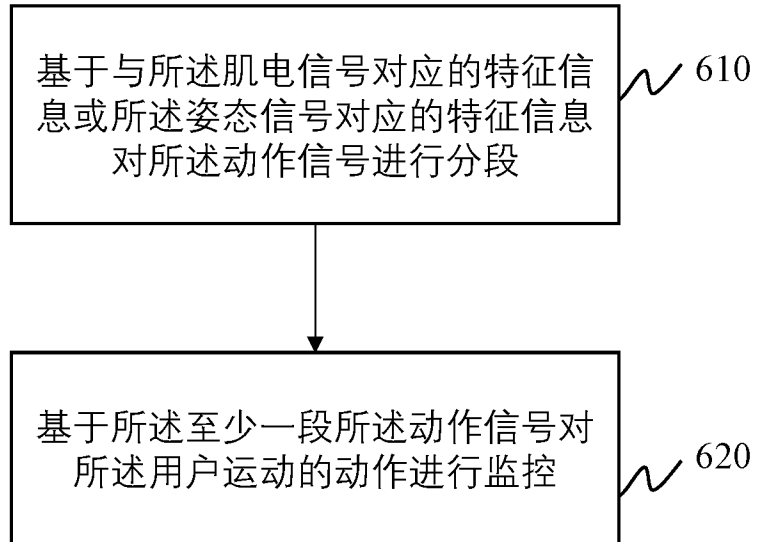 基于与所述肌电信号对应的特征信
息或所述姿态信号对应的特征信息
对所述动作信号进行分段
610
基于所述至少一段所述动作信号对
所述用户运动的动作进行监控
620